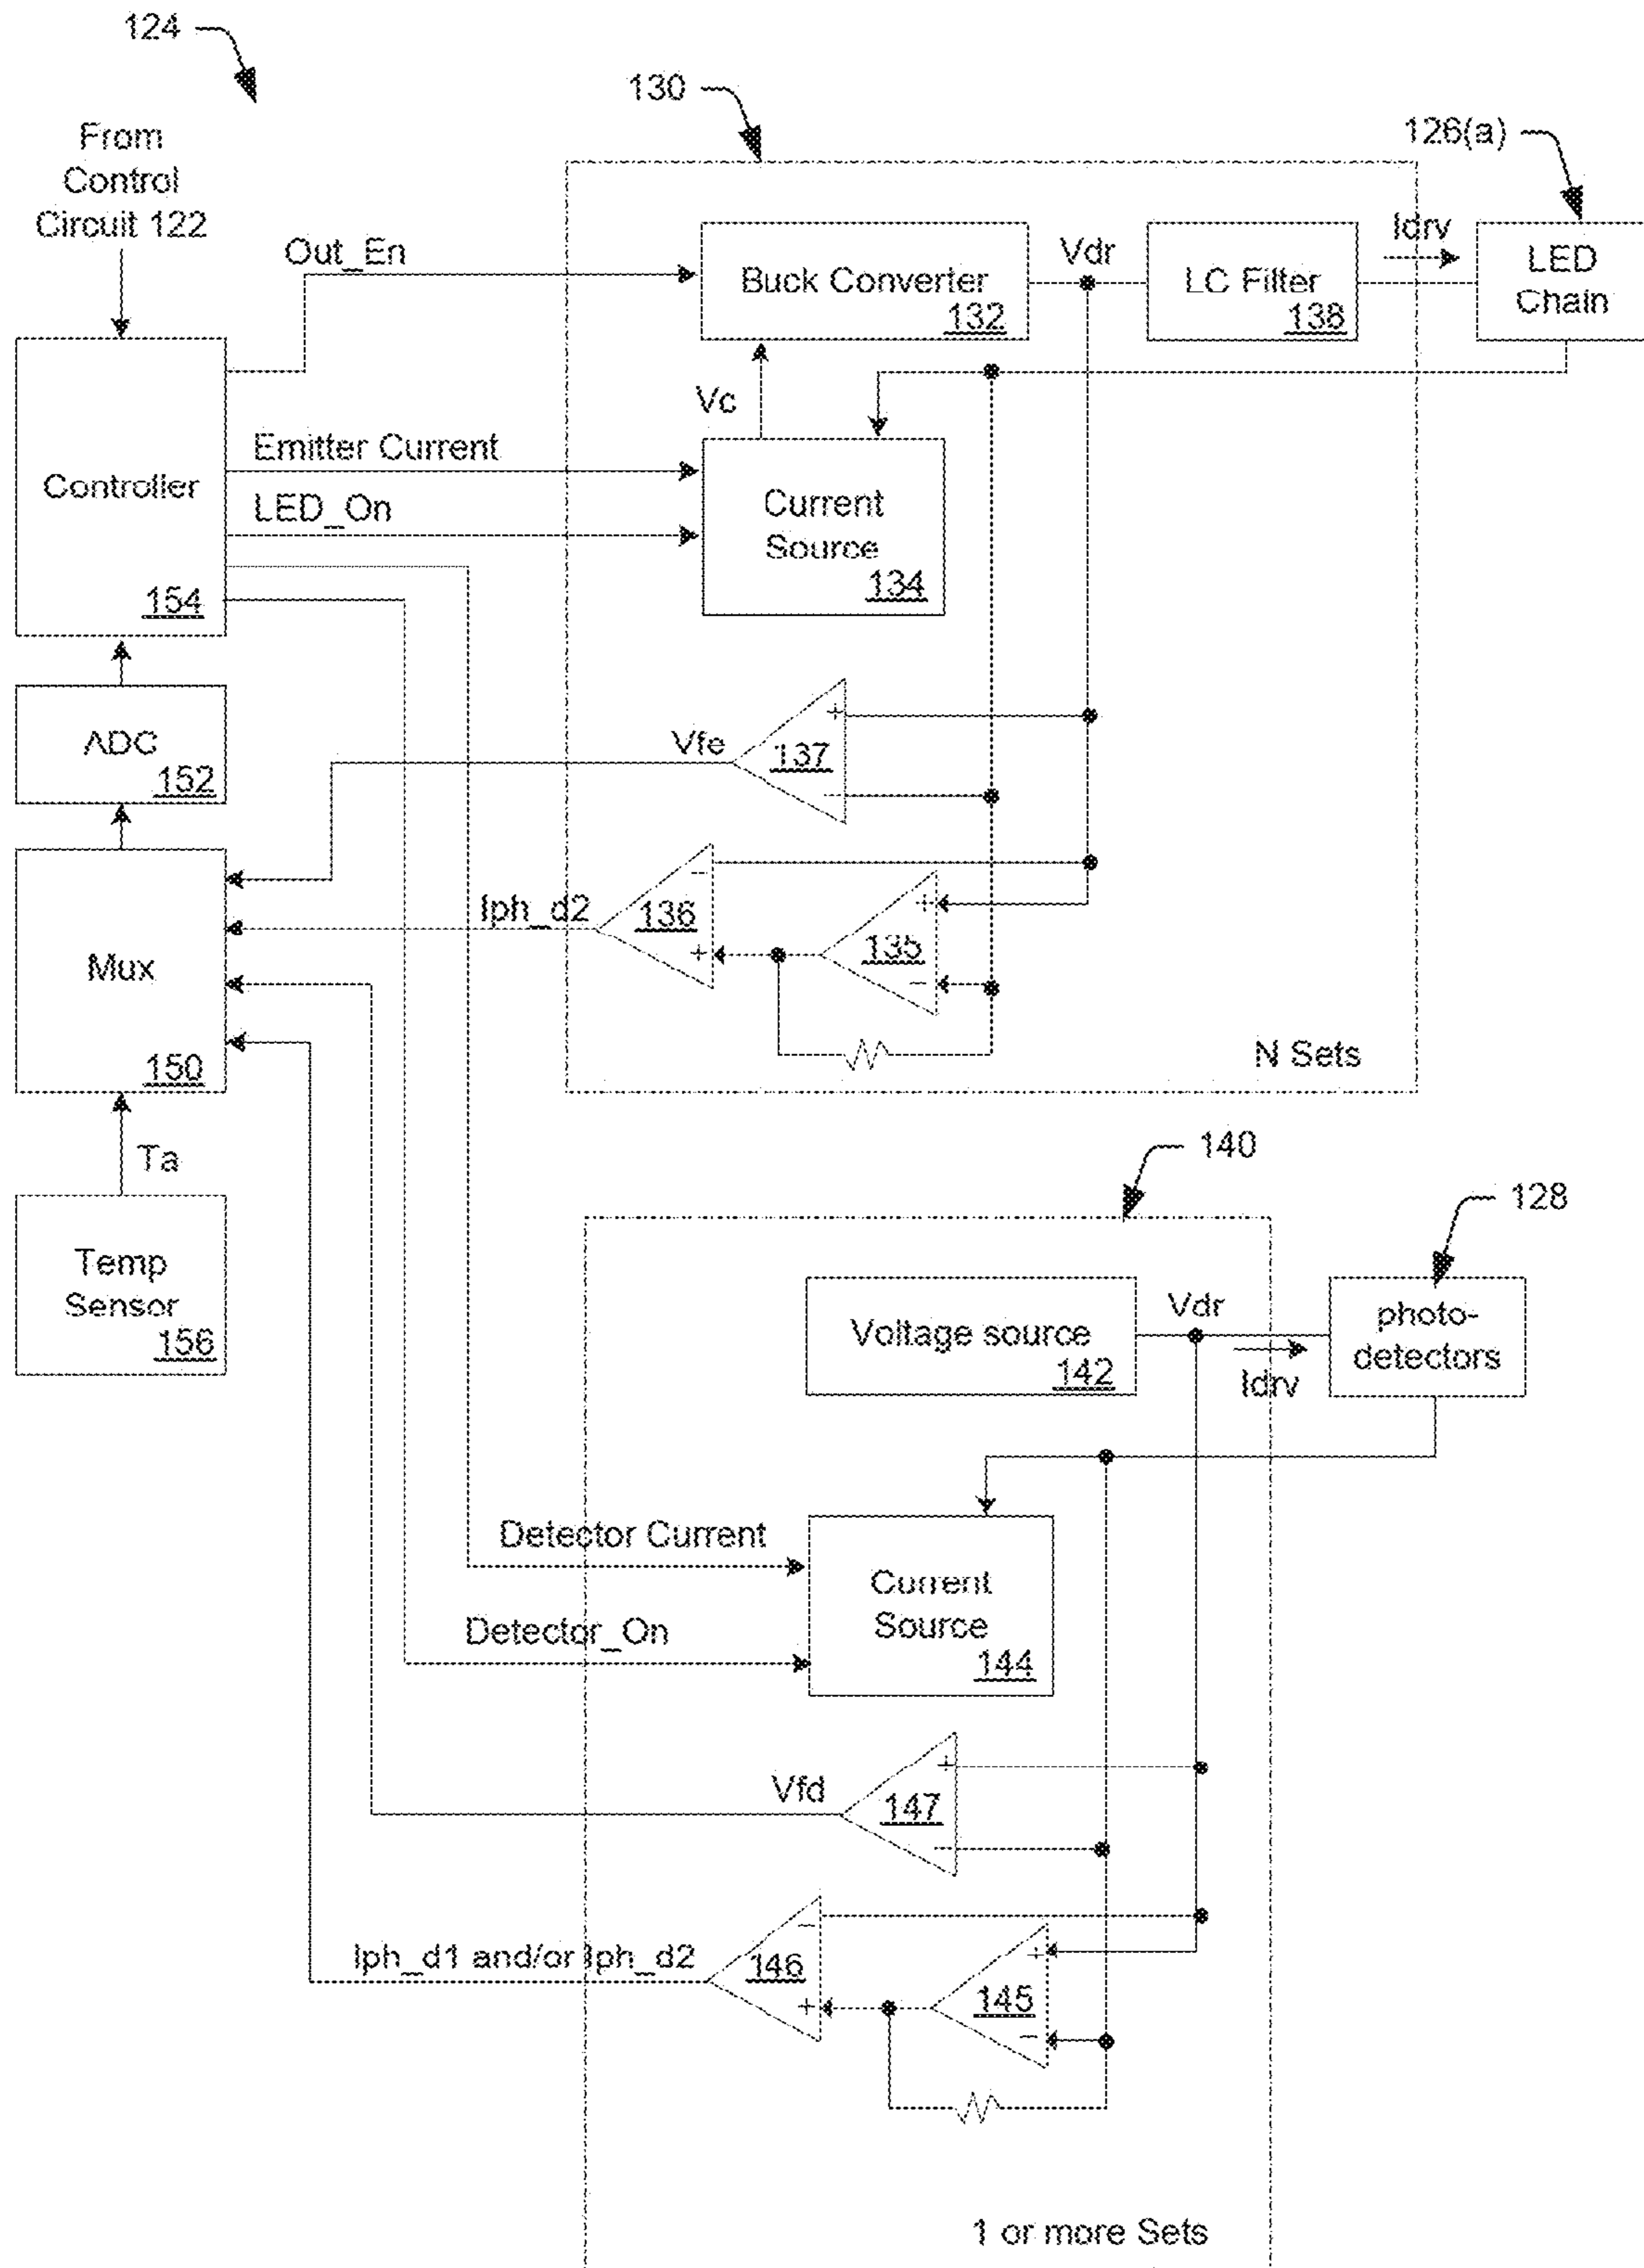 124
130
126(a)
From
Control
Circuit 122
Out_En
Buck Converter
132
Vdr
LC Filter
138
Idrv
LED
Chain
Vc
Emitter Current
LED_On
Controller
154
Current
Source
134
ADC
152
Vfe
+
137
−
Mux
150
Iph_d2
−
136
+
+
135
−
N Sets
Ta
Temp
Sensor
156
140
128
Voltage source
142
Vdr
Idrv
photo-
detectors
Detector Current
Detector_On
Current
Source
144
Vfd
+
147
−
Iph_d1 and/or Iph_d2
−
146
+
+
145
−
1 or more Sets